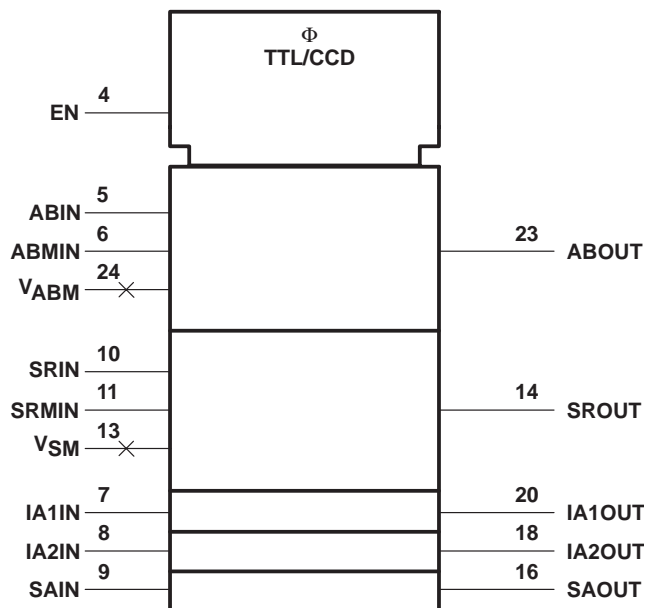 Φ
TTL/CCD
4
EN
5
ABIN
6
ABMIN
23
ABOUT
24
VABM
10
SRIN
11
SRMIN
14
SROUT
13
VSM
7
IA1IN
20
IA1OUT
8
IA2IN
18
IA2OUT
9
SAIN
16
SAOUT